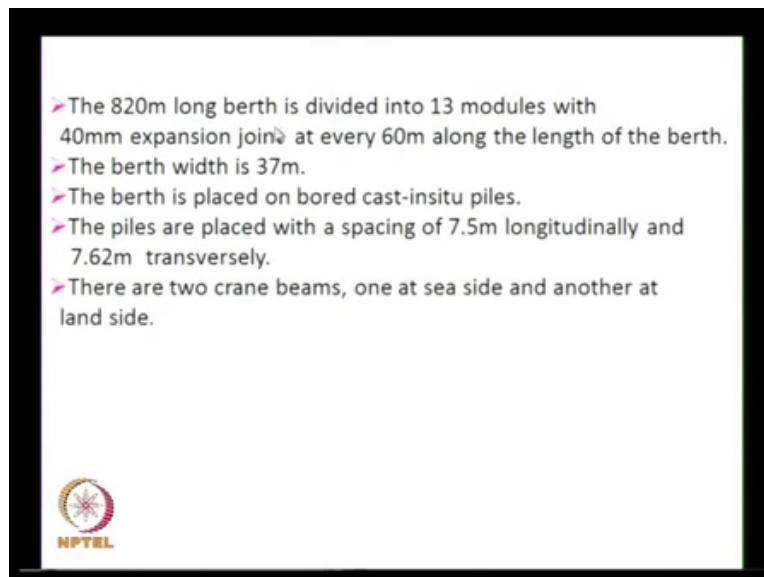 ➢The 820m long berth is divided into 13 modules with
40mm expansion joint at every 60m along the length of the berth.
➢The berth width is 37m.
➢The berth is placed on bored cast-insitu piles.
➢The piles are placed with a spacing of 7.5m longitudinally and
7.62m transversely.
➢There are two crane beams, one at sea side and another at
land side.
NPTEL